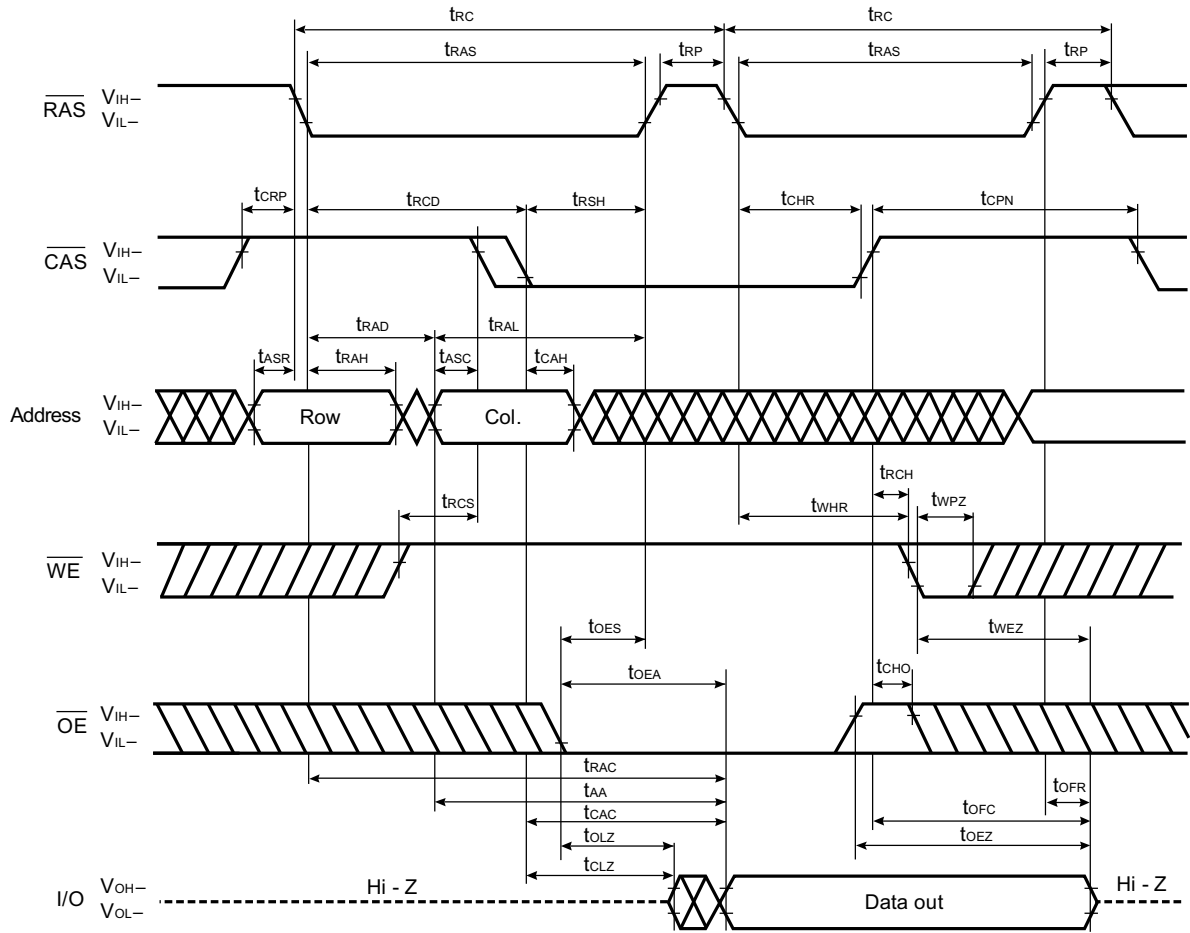 tRC tRC
tRAS tRP tRAS tRP
RAS VIH–
VIL–
tCRP tRCD tRSH tCHR tCPN
CAS VIH–
VIL–
tRAD tRAL
tASR tRAH tASC tCAH
Address VIH–
VIL–
Row Col.
tRCH
tRCS tWHR tWPZ
WE VIH–
VIL–
tOES tWEZ
tOEA tCHO
OE VIH–
VIL–
tRAC
tAA tOFR
tCAC tOFC
tOLZ tOEZ
tCLZ
I/O VOH–
VOL–
Hi - Z Data out Hi - Z